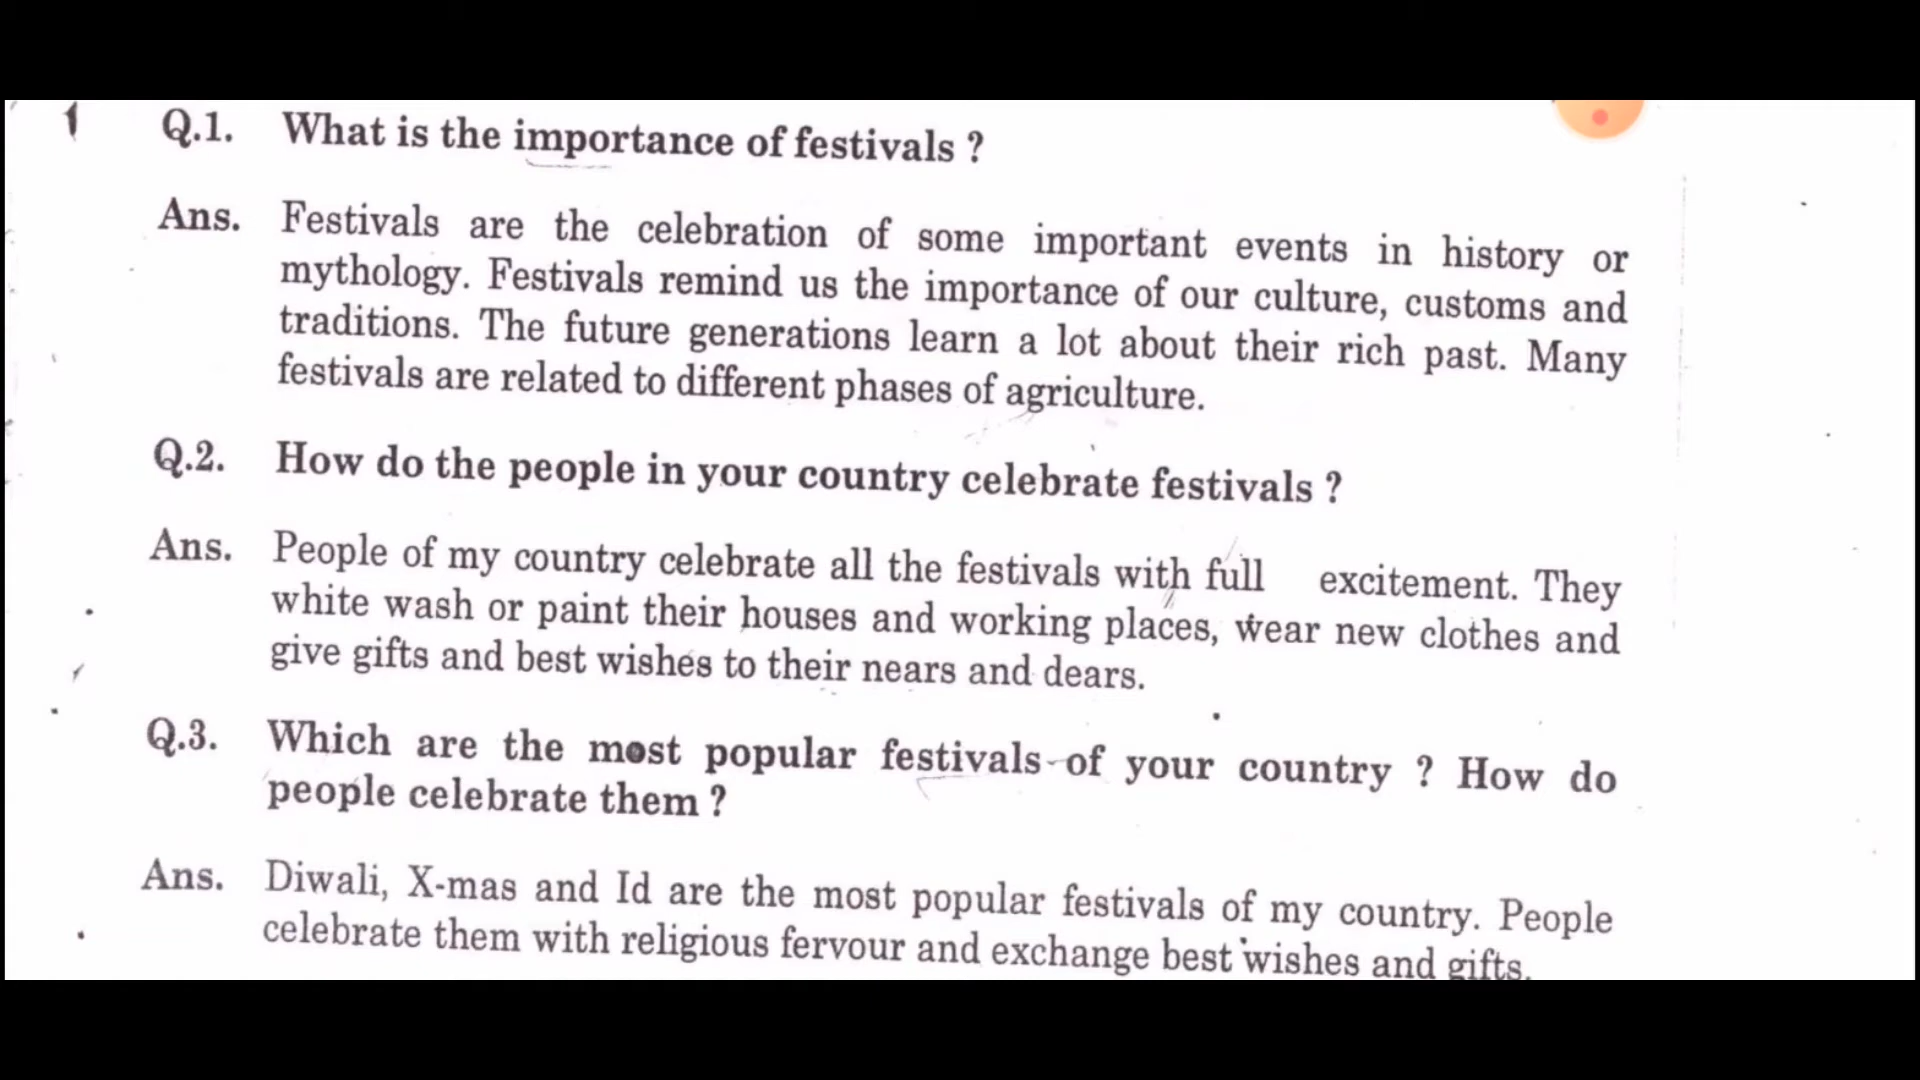 Q.1. What is the importance of festivals ?
Ans. Festivals are the celebration of some important events in history or
mythology. Festivals remind us the importance of our culture, customs and
traditions. The future generations learn a lot about their rich past. Many
festivals are related to different phases of agriculture.
Q.2. How do the people in your country celebrate festivals ?
Ans. People of my country celebrate all the festivals with full excitement. They
white wash or paint their houses and working places, wear new clothes and
give gifts and best wishes to their nears and dears.
Q.3. Which are the most popular festivals of your country ? How do
people celebrate them ?
Ans. Diwali, X-mas and Id are the most popular festivals of my country. People
celebrate them with religious fervour and exchange best wishes and gifts.